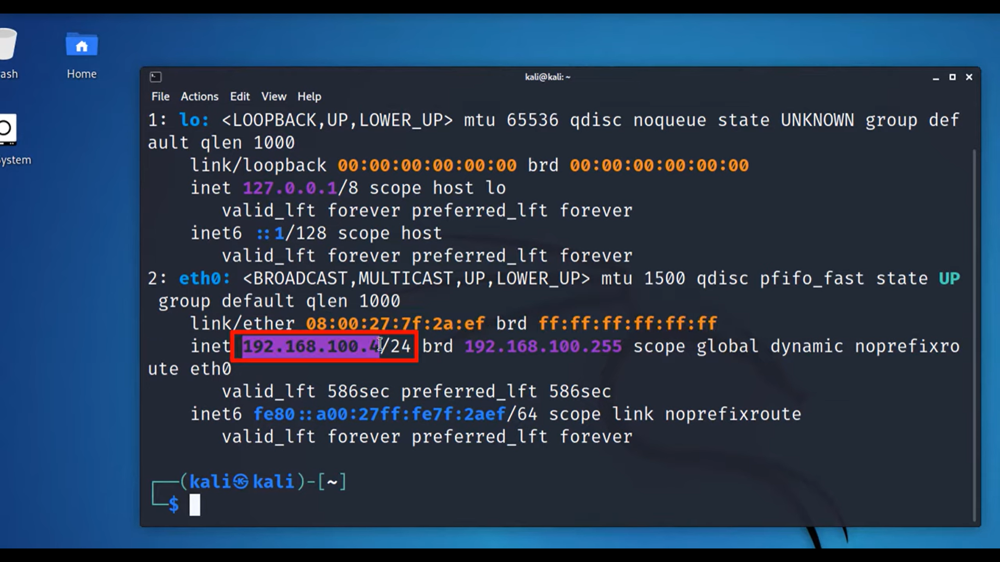 ash
Home
System
kali@kali: ~
File Actions Edit View Help
1: lo: <LOOPBACK,UP,LOWER_UP> mtu 65536 qdisc noqueue state UNKNOWN group def
ault qlen 1000
link/loopback 00:00:00:00:00:00 brd 00:00:00:00:00:00
inet 127.0.0.1/8 scope host lo
valid_lft forever preferred_lft forever
inet6 ::1/128 scope host
valid_lft forever preferred_lft forever
2: eth0: <BROADCAST,MULTICAST,UP,LOWER_UP> mtu 1500 qdisc pfifo_fast state UP
group default qlen 1000
link/ether 08:00:27:7f:2a:ef brd ff:ff:ff:ff:ff:ff
inet 192.168.100.4/24 brd 192.168.100.255 scope global dynamic noprefixro
ute eth0
valid_lft 586sec preferred_lft 586sec
inet6 fe80::a00:27ff:fe7f:2aef/64 scope link noprefixroute
valid_lft forever preferred_lft forever
┌──(kali㉿kali)-[~]
└─$